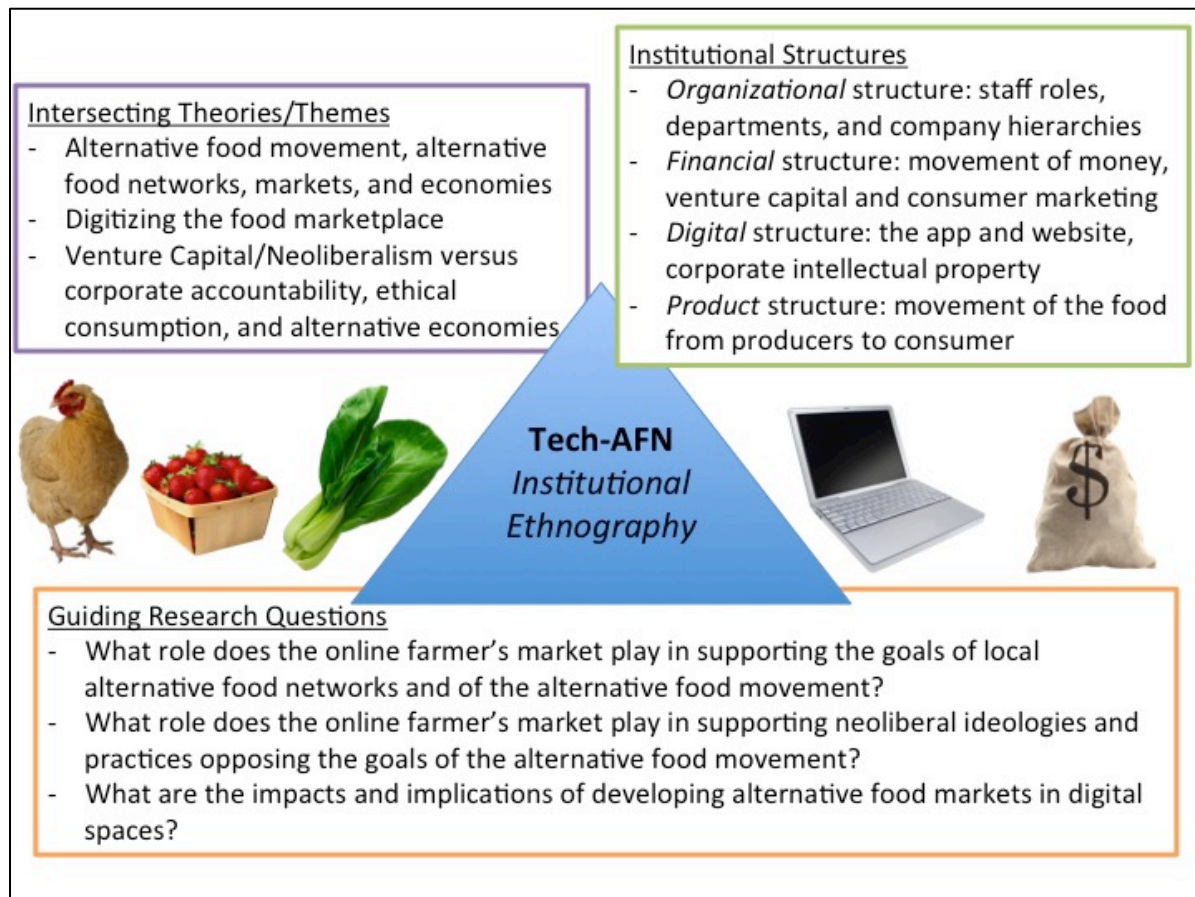 Intersecting Theories/Themes
- Alternative food movement, alternative
food networks, markets, and economies
- Digitizing the food marketplace
- Venture Capital/Neoliberalism versus
corporate accountability, ethical
consumption, and alternative economies
Institutional Structures
- Organizational structure: staff roles,
departments, and company hierarchies
- Financial structure: movement of money,
venture capital and consumer marketing
- Digital structure: the app and website,
corporate intellectual property
- Product structure: movement of the food
from producers to consumer
Tech-AFN
Institutional
Ethnography
$
Guiding Research Questions
- What role does the online farmer's market play in supporting the goals of local
alternative food networks and of the alternative food movement?
- What role does the online farmer's market play in supporting neoliberal ideologies and
practices opposing the goals of the alternative food movement?
- What are the impacts and implications of developing alternative food markets in digital
spaces?